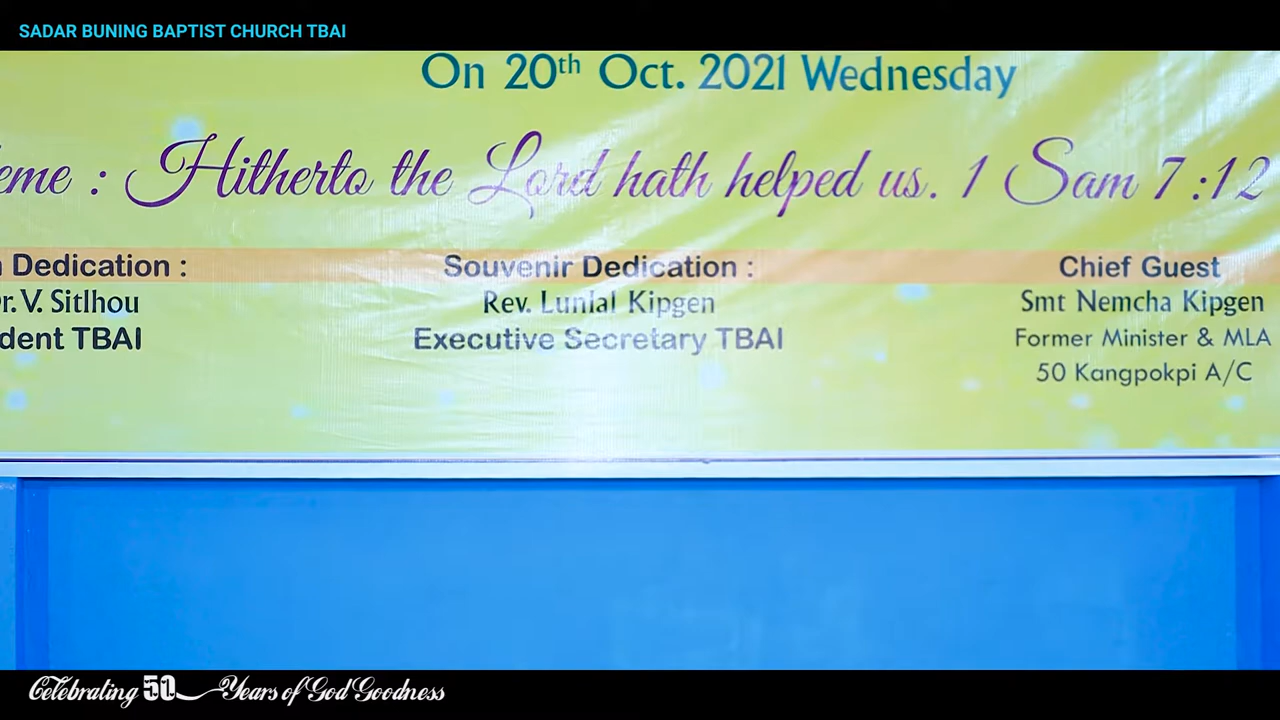 SADAR BUNING BAPTIST CHURCH TBAI
On 20th Oct. 2021 Wednesday
eme : Hitherto the Lord hath helped us. 1 Sam 7 :12
Dedication :
Souvenir Dedication :
Chief Guest
r. V. Sitlhou
Rev. Lunlal Kipgen
Smt Nemcha Kipgen
dent TBAI
Executive Secretary TBAI
Former Minister & MLA
50 Kangpokpi A/C
Celebrating 50 Years of God Goodness